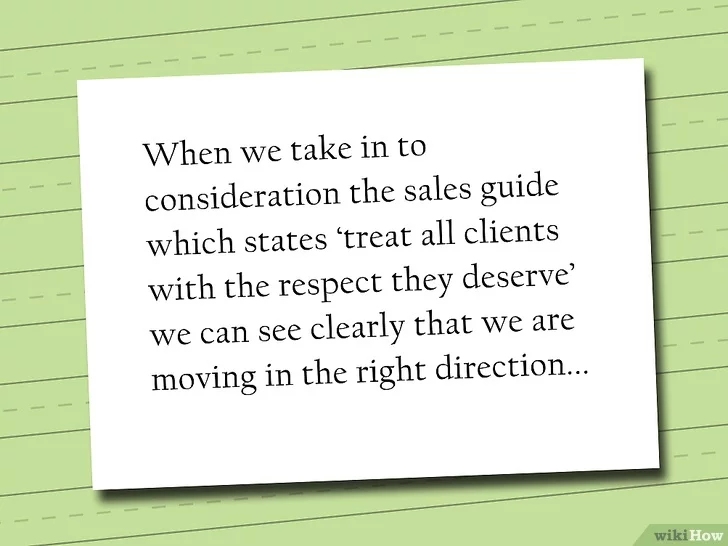 When we take in to
consideration the sales guide
which states ‘treat all clients
with the respect they deserve’
we can see clearly that we are
moving in the right direction...
wikiHow